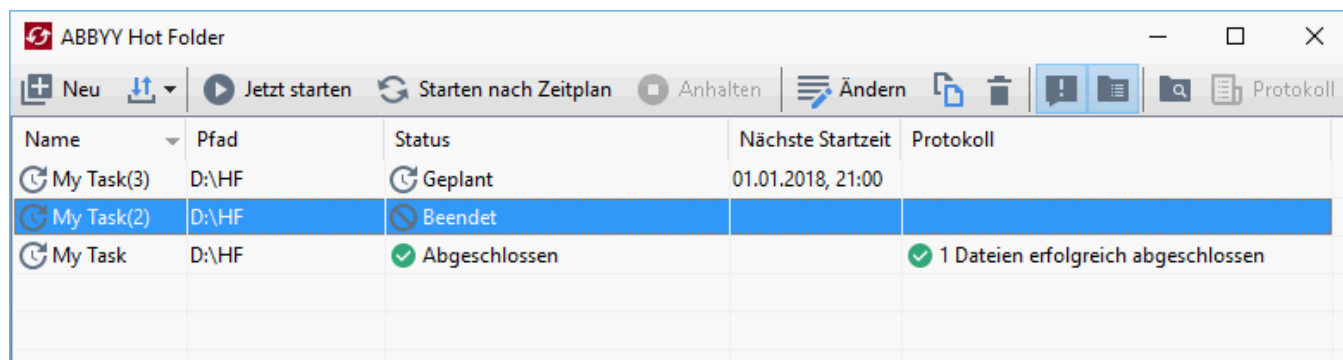 ABBYY Hot Folder
Neu Jetzt starten Starten nach Zeitplan Anhalten Ändern Protokoll
Name Pfad Status Nächste Startzeit Protokoll
My Task(3) D:\HF Geplant 01.01.2018, 21:00
My Task(2) D:\HF Beendet
My Task D:\HF Abgeschlossen 1 Dateien erfolgreich abgeschlossen